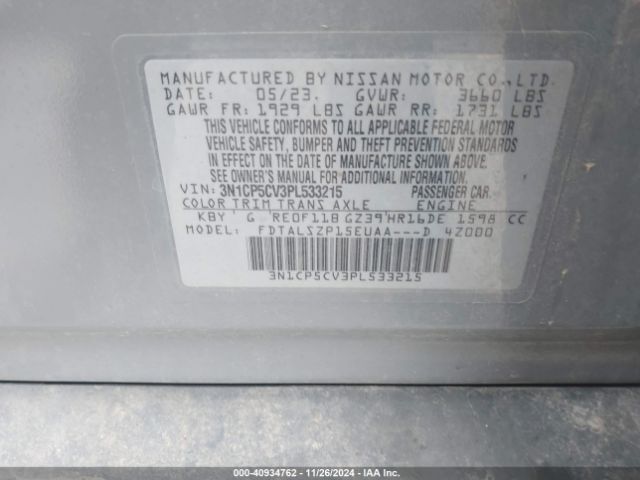 MANUFACTURED BY NISSAN MOTOR CO., LTD.
DATE: 05/23. GVWR: 3660 LBS
GAWR FR: 1929 LBS GAWR RR: 1731 LBS
THIS VEHICLE CONFORMS TO ALL APPLICABLE FEDERAL MOTOR
VEHICLE SAFETY, BUMPER AND THEFT PREVENTION STANDARDS
IN EFFECT ON THE DATE OF MANUFACTURE SHOWN ABOVE.
SEE OWNER'S MANUAL FOR ADDITIONAL INFORMATION.
VIN: 3N1CP5CV3PL533215 PASSENGER CAR.
COLOR TRIM TRANS AXLE ENGINE
KBY G RE0F11B GZ39 HR16DE 1598 CC
MODEL: FDTALSZP15EUAA---D 4Z000
3N1CP5CV3PL533215
© 2024 - 40934762 - 11/26/2024 - IAA Inc.